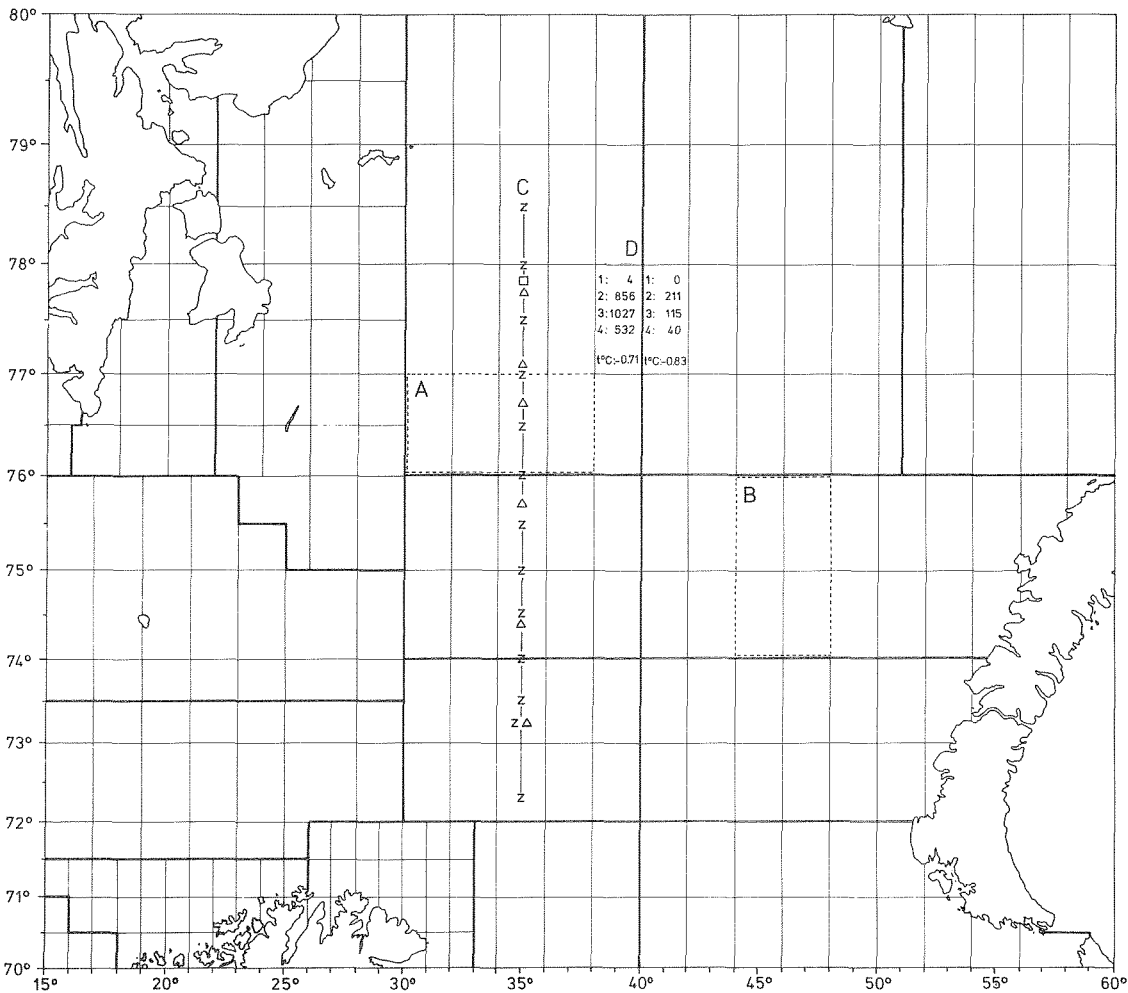 80°
79°
C
z
D
78°
z
1: 4 1: 0
2: 856 2: 211
3:1027 3: 115
z
4: 532 4: 40
t°C:-0.71 t°C:-0.83
77°
z
A
z
76°
z
B
z
75°
z
z
74°
z
z
z
73°
z
72°
71°
70°
15° 20° 25° 30° 35° 40° 45° 50° 55° 60°